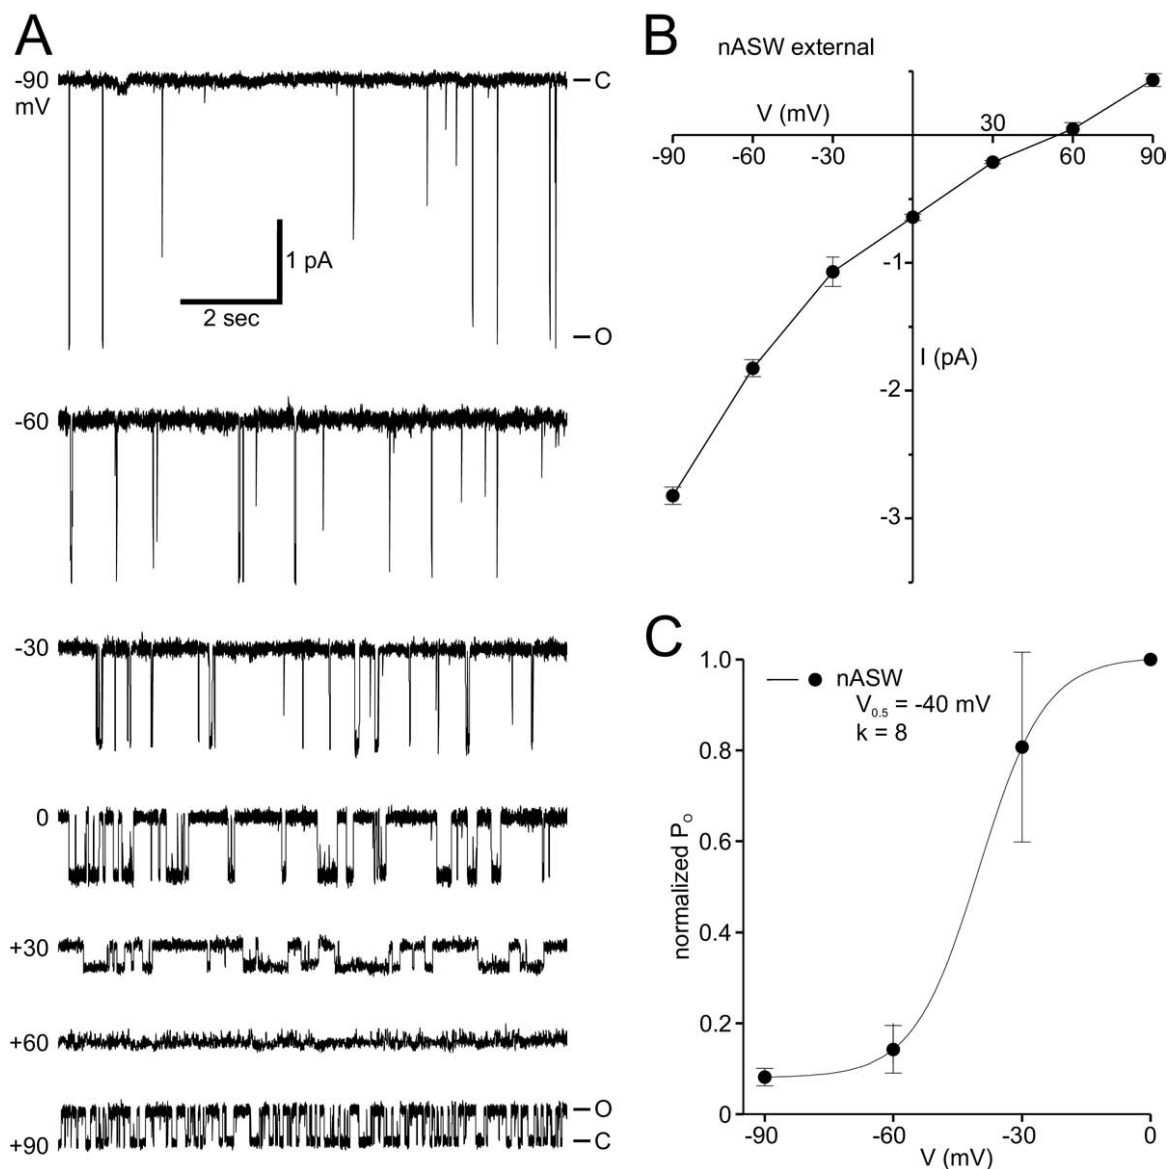 A
-90
mV
C
1 pA
2 sec
O
-60
-30
0
+30
+60
+90
O
C
B
nASW external
V (mV)
30
-90
-60
-30
60
90
-1
I (pA)
-2
-3
C
1.0
nASW
V0.5 = -40 mV
k = 8
0.8
0.6
normalized Po
0.4
0.2
0
-90
-60
-30
0
V (mV)